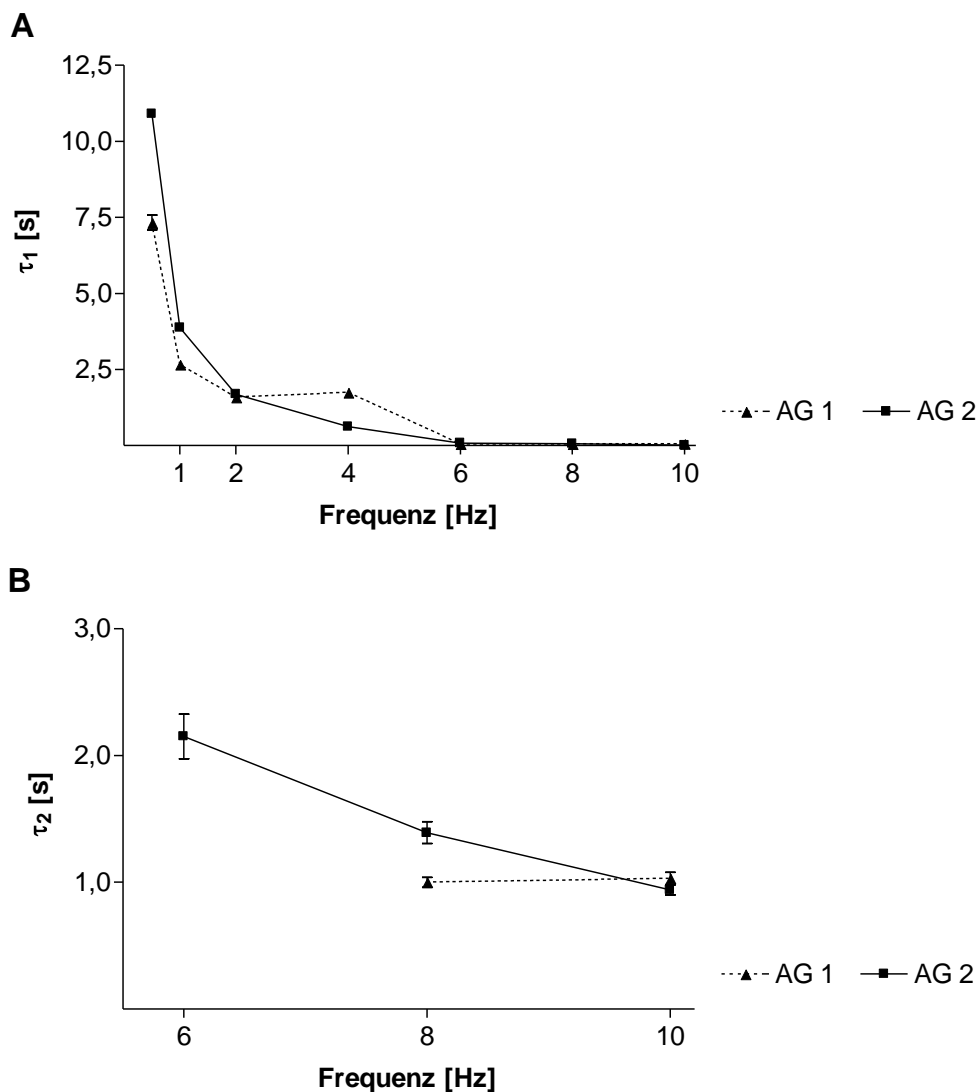 A
12,5
10,0
7,5
5,0
2,5
τ1 [s]
1 2 4 6 8 10
Frequenz [Hz]
AG 1 AG 2
B
3,0
2,0
1,0
τ2 [s]
6 8 10
Frequenz [Hz]
AG 1 AG 2